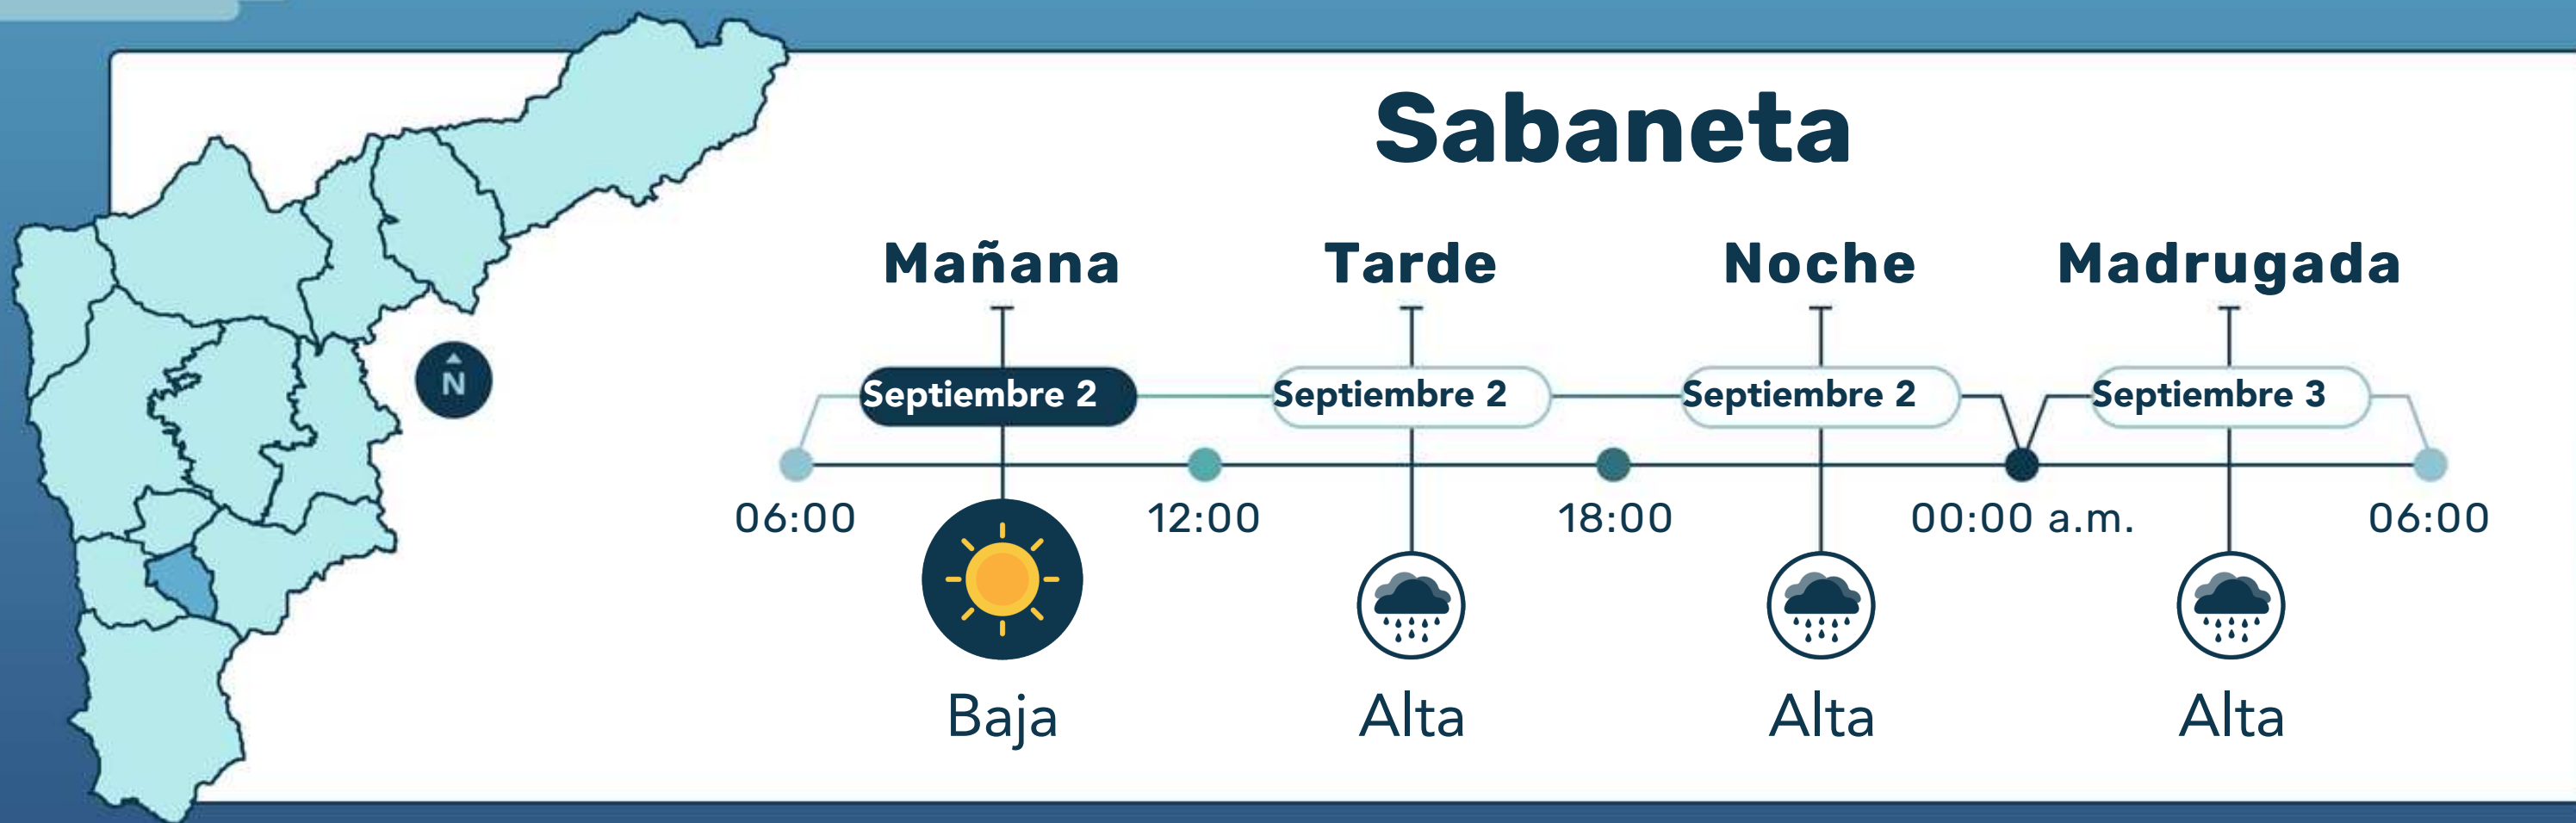 Sabaneta
Mañana Tarde Noche Madrugada
N
Septiembre 2 Septiembre 2 Septiembre 2 Septiembre 3
06:00 12:00 18:00 00:00 a.m. 06:00
Baja Alta Alta Alta